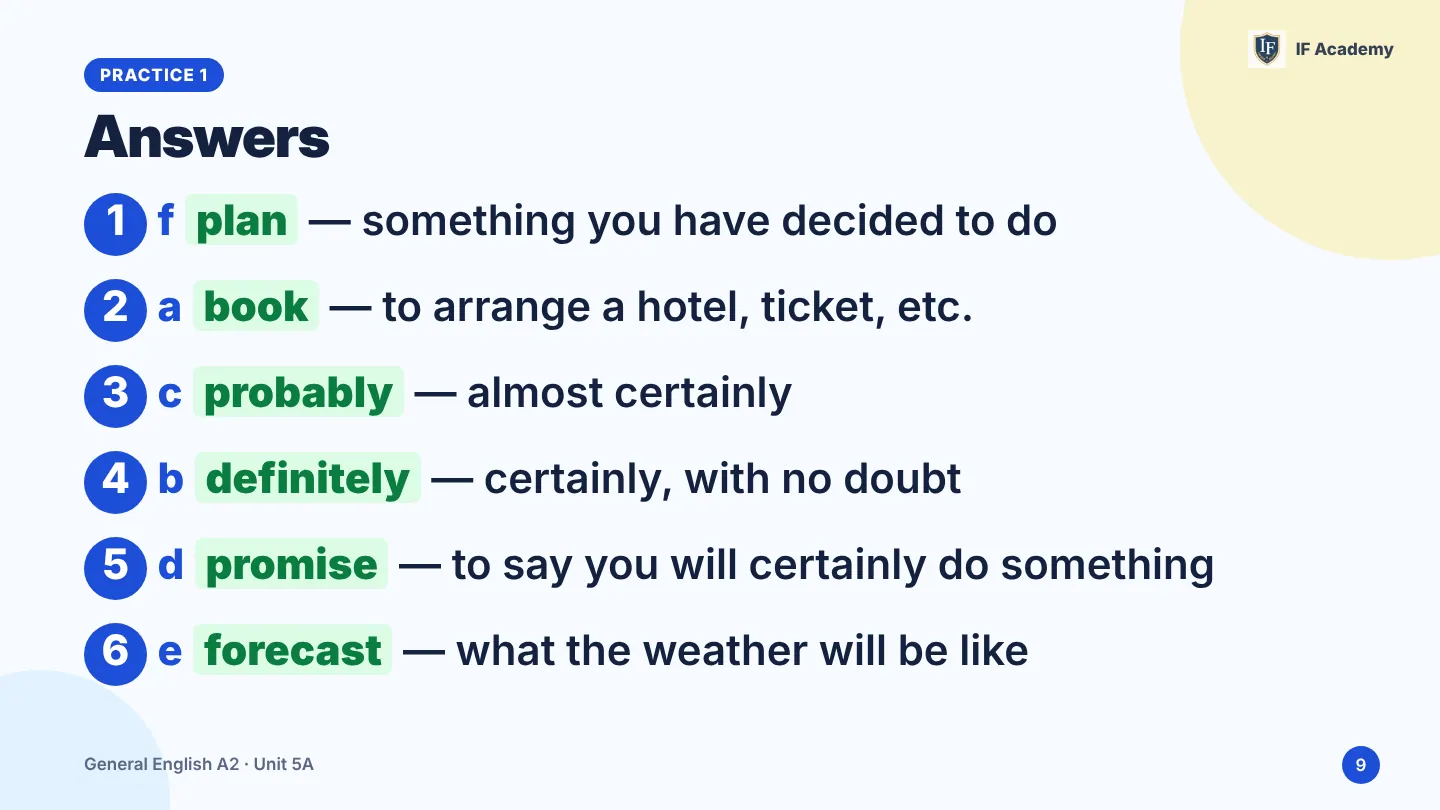 IF
IF Academy
PRACTICE 1
Answers
1 f plan — something you have decided to do
2 a book — to arrange a hotel, ticket, etc.
3 c probably — almost certainly
4 b definitely — certainly, with no doubt
5 d promise — to say you will certainly do something
6 e forecast — what the weather will be like
General English A2 · Unit 5A
9